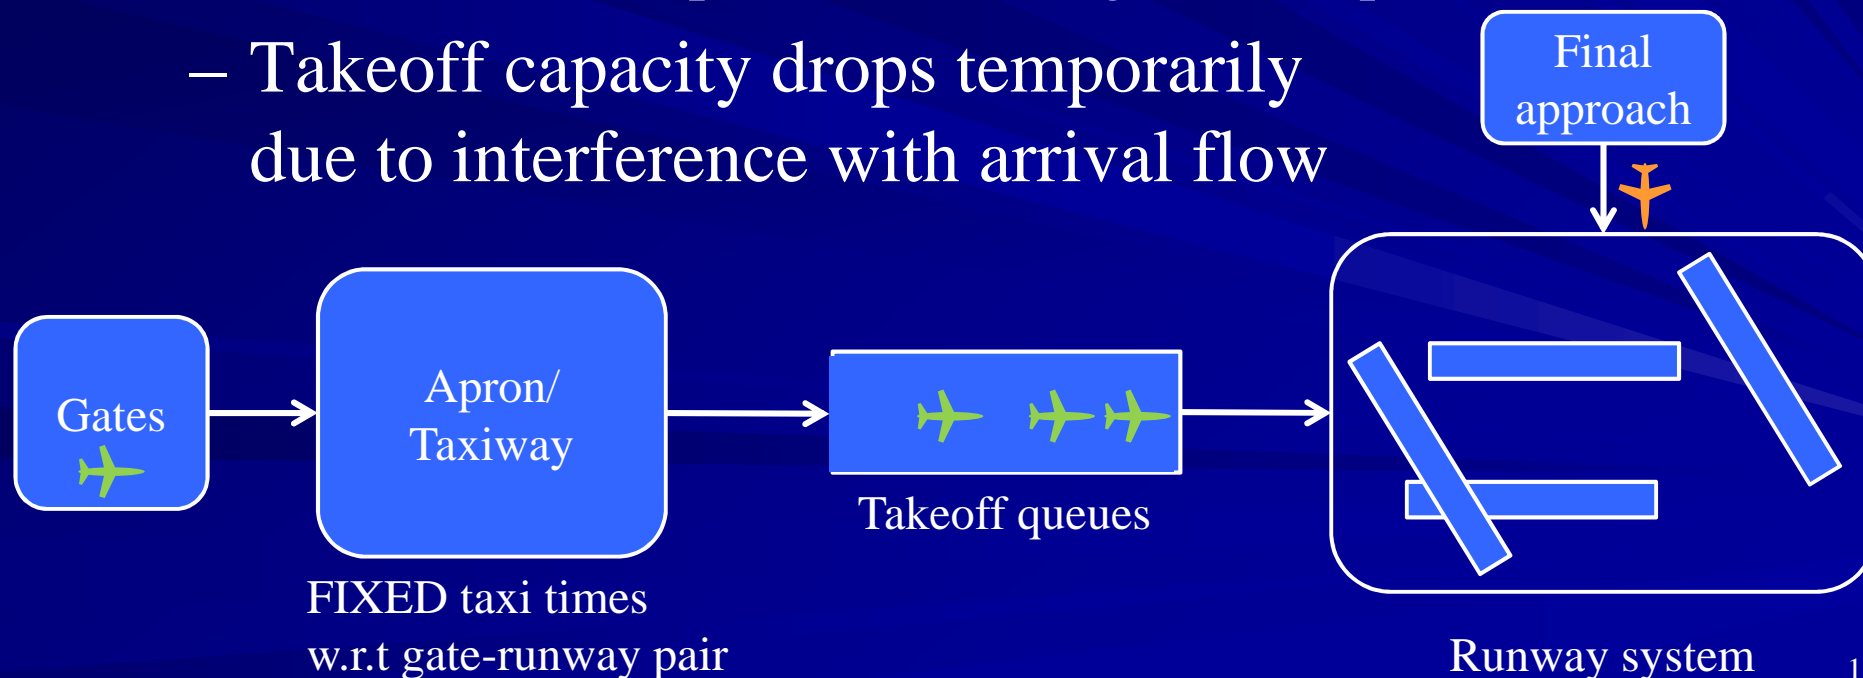 – Takeoff capacity drops temporarily
due to interference with arrival flow
Final
approach
Gates
Apron/
Taxiway
Takeoff queues
FIXED taxi times
w.r.t gate-runway pair
Runway system
1